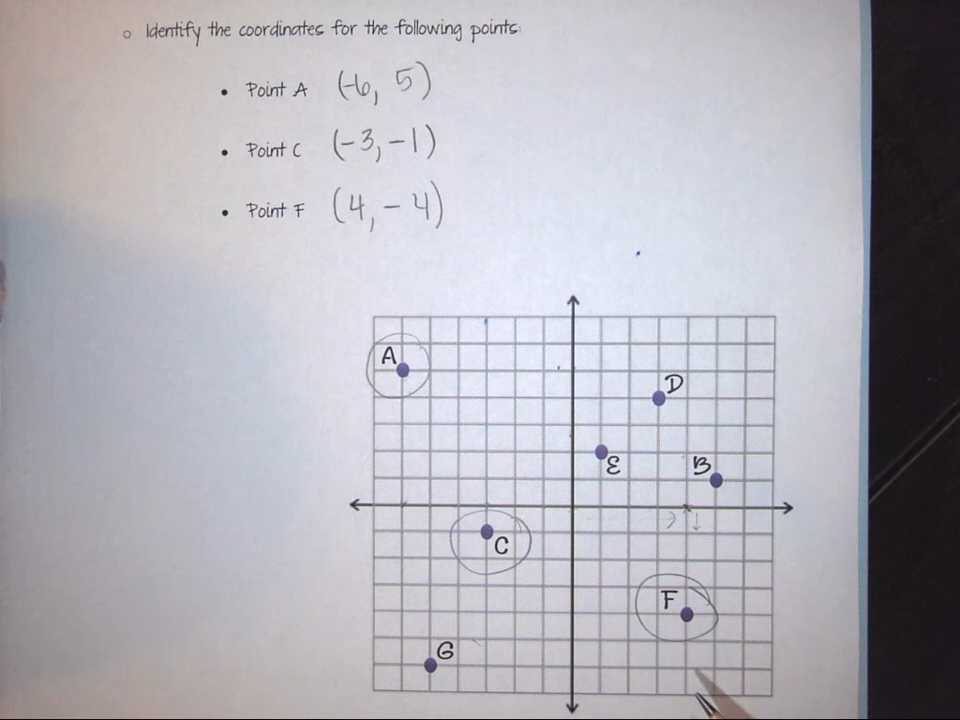 ○ Identify the coordinates for the following points:
• Point A (-6, 5)
• Point C (-3, -1)
• Point F (4, -4)
A
D
E
B
C
F
G